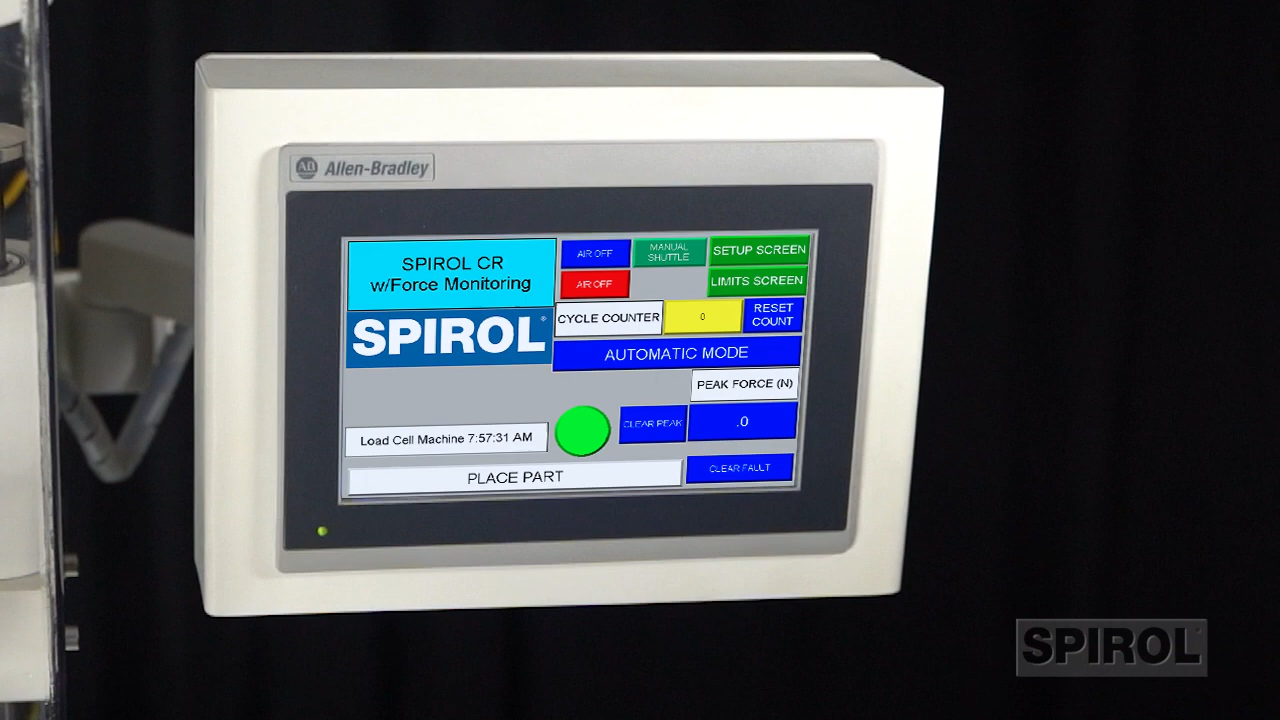 AB Allen-Bradley
SPIROL CR
w/Force Monitoring
AIR OFF
MANUAL
SHUTTLE
SETUP SCREEN
AIR OFF
LIMITS SCREEN
SPIROL®
CYCLE COUNTER
0
RESET
COUNT
AUTOMATIC MODE
PEAK FORCE (N)
CLEAR PEAK
.0
Load Cell Machine 7:57:31 AM
PLACE PART
CLEAR FAULT
SPIROL®